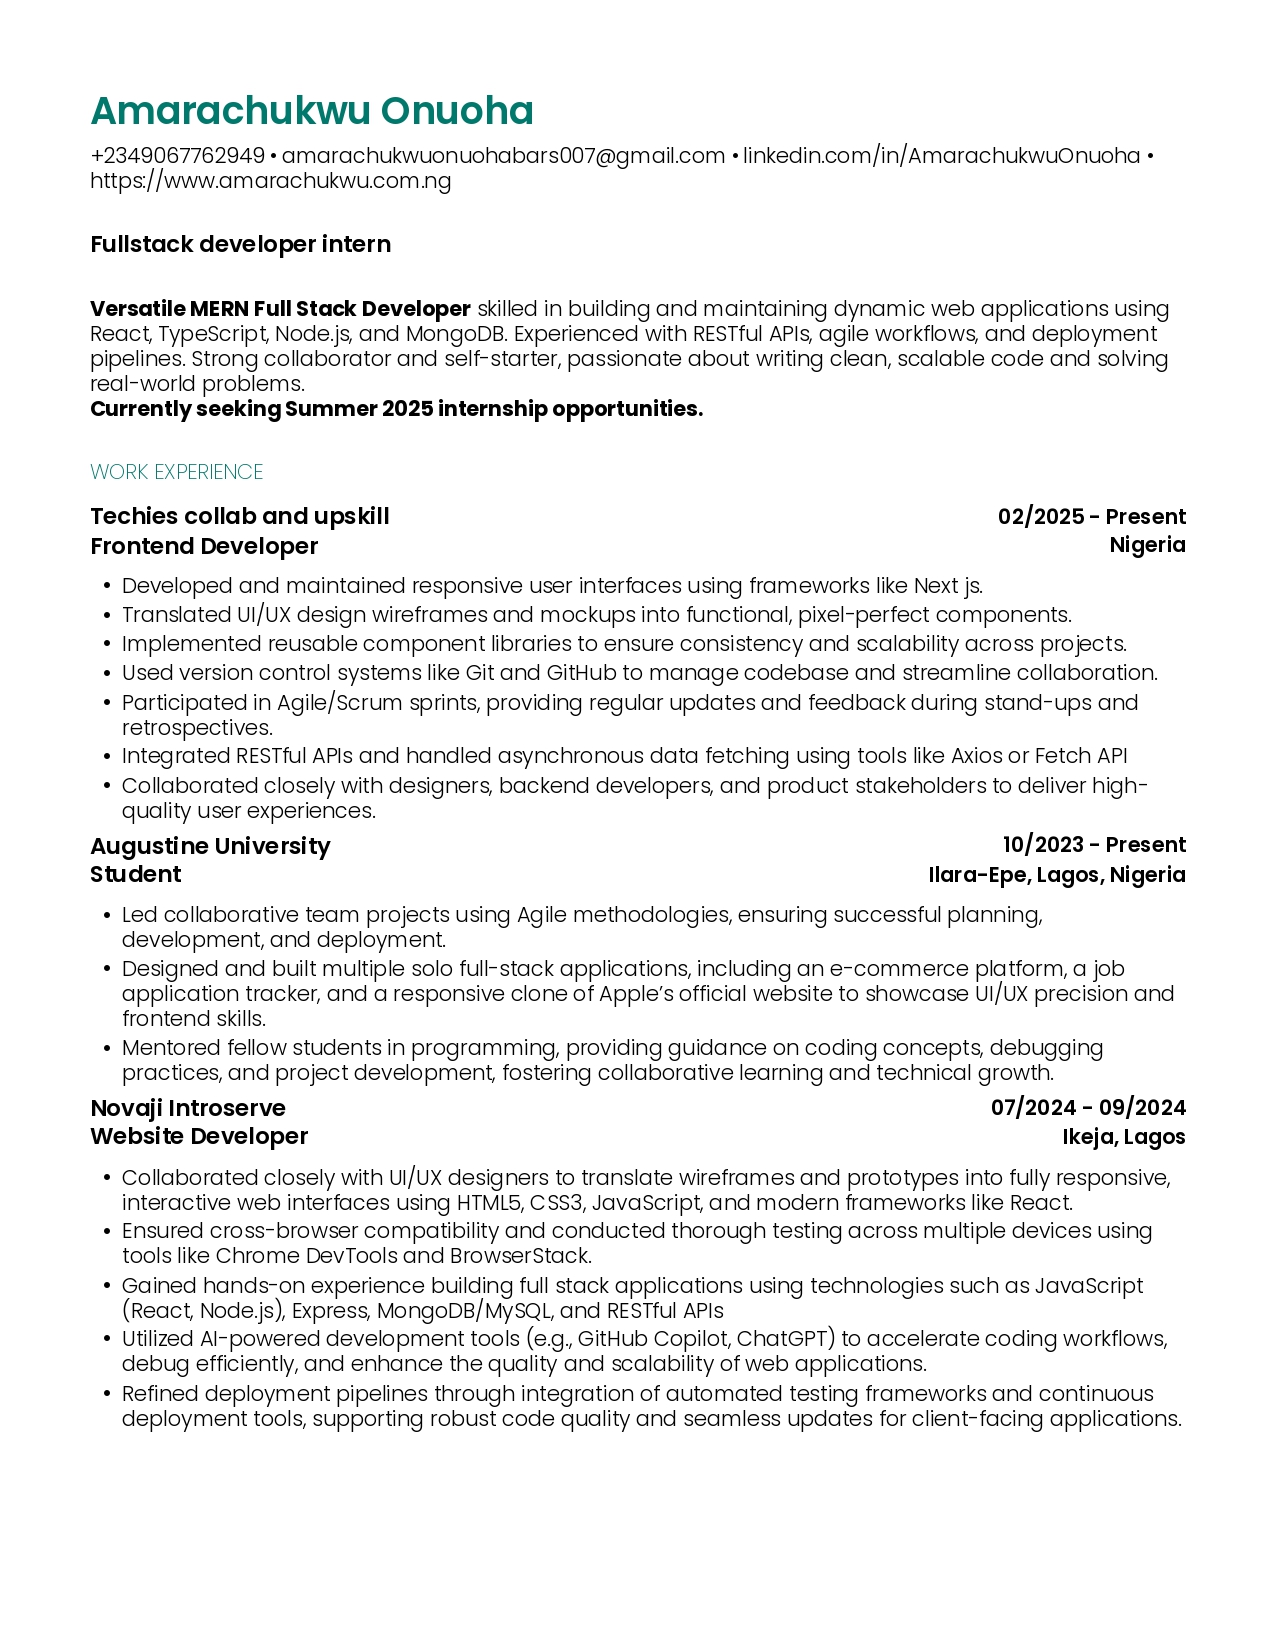 Amarachukwu Onuoha
+2349067762949 • amarachukwuonuohabars007@gmail.com • linkedin.com/in/AmarachukwuOnuoha •
https://www.amarachukwu.com.ng
Fullstack developer intern
Versatile MERN Full Stack Developer skilled in building and maintaining dynamic web applications using
React, TypeScript, Node.js, and MongoDB. Experienced with RESTful APIs, agile workflows, and deployment
pipelines. Strong collaborator and self-starter, passionate about writing clean, scalable code and solving
real-world problems.
Currently seeking Summer 2025 internship opportunities.
WORK EXPERIENCE
Techies collab and upskill 02/2025 - Present
Frontend Developer Nigeria
• Developed and maintained responsive user interfaces using frameworks like Next js.
• Translated UI/UX design wireframes and mockups into functional, pixel-perfect components.
• Implemented reusable component libraries to ensure consistency and scalability across projects.
• Used version control systems like Git and GitHub to manage codebase and streamline collaboration.
• Participated in Agile/Scrum sprints, providing regular updates and feedback during stand-ups and
retrospectives.
• Integrated RESTful APIs and handled asynchronous data fetching using tools like Axios or Fetch API
• Collaborated closely with designers, backend developers, and product stakeholders to deliver high-
quality user experiences.
Augustine University 10/2023 - Present
Student Ilara-Epe, Lagos, Nigeria
• Led collaborative team projects using Agile methodologies, ensuring successful planning,
development, and deployment.
• Designed and built multiple solo full-stack applications, including an e-commerce platform, a job
application tracker, and a responsive clone of Apple's official website to showcase UI/UX precision and
frontend skills.
• Mentored fellow students in programming, providing guidance on coding concepts, debugging
practices, and project development, fostering collaborative learning and technical growth.
Novaji Introserve 07/2024 - 09/2024
Website Developer Ikeja, Lagos
• Collaborated closely with UI/UX designers to translate wireframes and prototypes into fully responsive,
interactive web interfaces using HTML5, CSS3, JavaScript, and modern frameworks like React.
• Ensured cross-browser compatibility and conducted thorough testing across multiple devices using
tools like Chrome DevTools and BrowserStack.
• Gained hands-on experience building full stack applications using technologies such as JavaScript
(React, Node.js), Express, MongoDB/MySQL, and RESTful APIs
• Utilized AI-powered development tools (e.g., GitHub Copilot, ChatGPT) to accelerate coding workflows,
debug efficiently, and enhance the quality and scalability of web applications.
• Refined deployment pipelines through integration of automated testing frameworks and continuous
deployment tools, supporting robust code quality and seamless updates for client-facing applications.